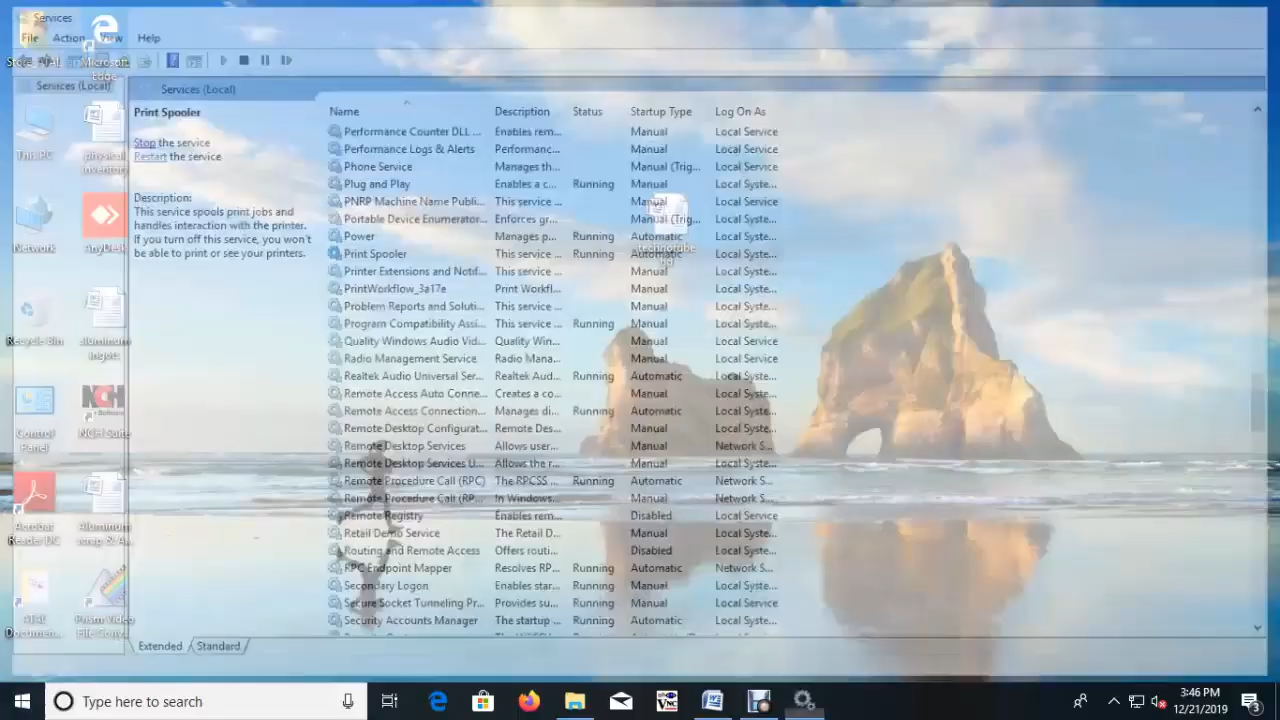 Services
File Action View Help
Services (Local)
Services (Local)
Print Spooler
Stop the service
Restart the service
Description:
This service spools print jobs and
handles interaction with the printer.
If you turn off this service, you won't
be able to print or see your printers.
Name Description Status Startup Type Log On As
Performance Counter DLL ... Enables rem... Manual Local Service
Performance Logs & Alerts Performanc... Manual Local Service
Phone Service Manages th... Manual (Trig... Local Service
Plug and Play Enables a c... Running Manual Local Syste...
PNRP Machine Name Publi... This service ... Manual Local Service
Portable Device Enumerator... Enforces gr... Manual (Trig... Local Syste...
Power Manages p... Running Automatic Local Syste...
Print Spooler This service ... Running Automatic Local Syste...
Printer Extensions and Notif... This service ... Manual Local Syste...
PrintWorkflow_3a17e Print Workfl... Manual Local Syste...
Problem Reports and Soluti... This service ... Manual Local Syste...
Program Compatibility Assi... This service ... Running Manual Local Syste...
Quality Windows Audio Vid... Quality Win... Manual Local Service
Radio Management Service Radio Mana... Manual Local Service
Realtek Audio Universal Ser... Realtek Aud... Running Automatic Local Syste...
Remote Access Auto Conne... Creates a co... Manual Local Syste...
Remote Access Connection... Manages di... Running Automatic Local Syste...
Remote Desktop Configurat... Remote Des... Manual Local Syste...
Remote Desktop Services Allows user... Manual Network S...
Remote Desktop Services U... Allows the r... Manual Local Syste...
Remote Procedure Call (RPC) The RPCSS ... Running Automatic Network S...
Remote Procedure Call (RP... In Windows... Manual Network S...
Remote Registry Enables rem... Disabled Local Service
Retail Demo Service The Retail D... Manual Local Syste...
Routing and Remote Access Offers routi... Disabled Local Syste...
RPC Endpoint Mapper Resolves RP... Running Automatic Network S...
Secondary Logon Enables star... Running Manual Local Syste...
Secure Socket Tunneling Pr... Provides su... Running Manual Local Service
Security Accounts Manager The startup ... Running Automatic Local Syste...
Extended Standard
Microsoft
Edge
This PC
physical
inventory
Network
AnyDesk
Recycle Bin
aluminum
ingots
Control
Panel
NCH Suite
Acrobat
Reader DC
Aluminum
scrap & A...
Documen...
Prism Video
File Conv...
Type here to search
3:46 PM
12/21/2019
3